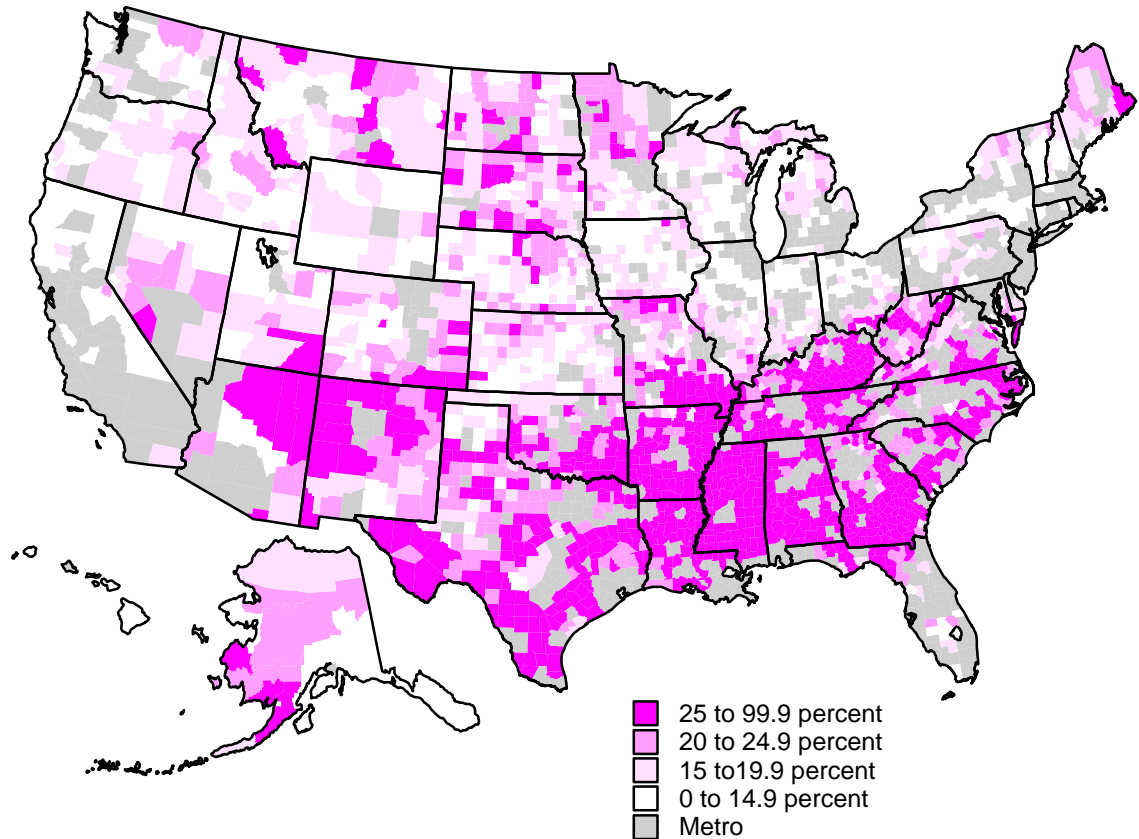 25 to 99.9 percent
20 to 24.9 percent
15 to19.9 percent
0 to 14.9 percent
Metro